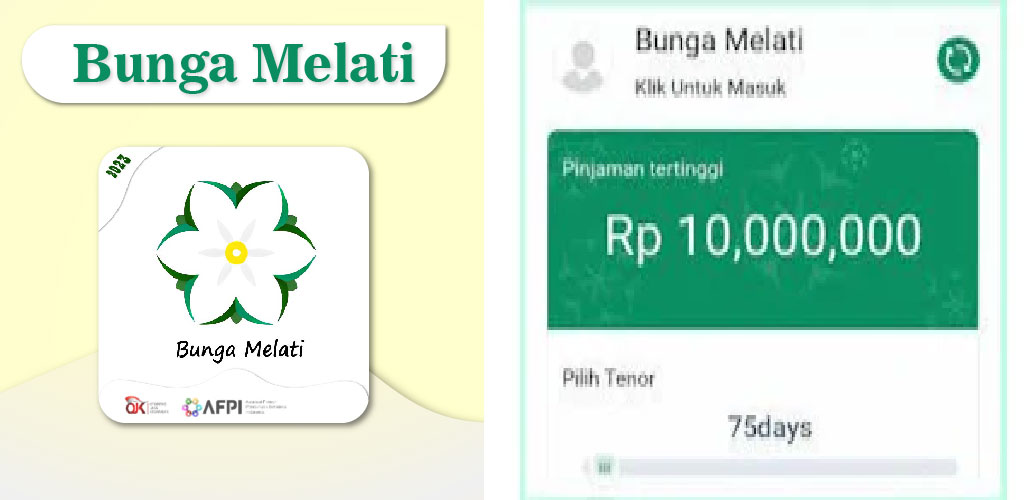 Bunga Melati
2023
Bunga Melati
OJK
AFPI
Bunga Melati
Klik Untuk Masuk
Pinjaman tertinggi
Rp 10,000,000
Pilih Tenor
75days